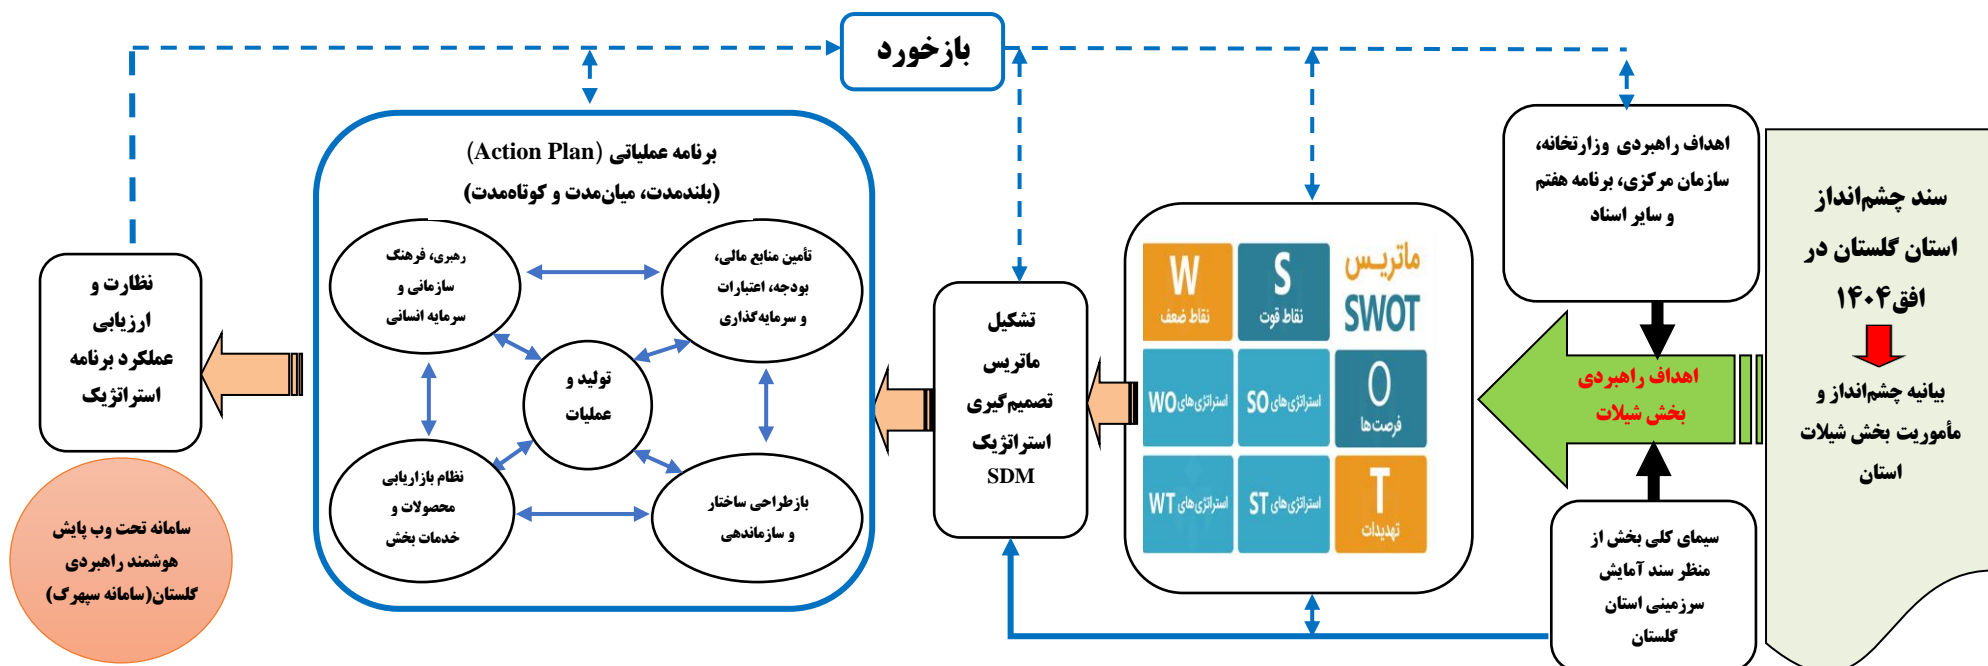 بازخورد
سند چشم‌انداز
استان گلستان در
افق۱۴۰۴
بیانیه چشم‌انداز و
مأموریت بخش شیلات
استان
اهداف راهبردی وزارتخانه،
سازمان مرکزی، برنامه هفتم
و سایر اسناد
اهداف راهبردی
بخش شیلات
سیمای کلی بخش از
منظر سند آمایش
سرزمینی استان
گلستان
ماتریس
SWOT
S
نقاط قوت
W
نقاط ضعف
O
فرصت‌ها
استراتژی‌های SO
استراتژی‌های WO
T
تهدیدات
استراتژی‌های ST
استراتژی‌های WT
تشکیل
ماتریس
تصمیم‌گیری
استراتژیک
SDM
برنامه عملیاتی (Action Plan)
(بلندمدت، میان‌مدت و کوتاه‌مدت)
تأمین منابع مالی،
بودجه، اعتبارات
و سرمایه‌گذاری
رهبری، فرهنگ
سازمانی و
سرمایه انسانی
تولید و
عملیات
بازطراحی ساختار
و سازماندهی
نظام بازاریابی
محصولات و
خدمات بخش
نظارت و
ارزیابی
عملکرد برنامه
استراتژیک
سامانه تحت وب پایش
هوشمند راهبردی
گلستان(سامانه سپهرگ)